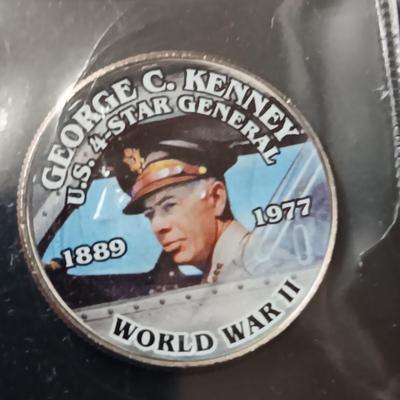 GEORGE C. KENNEY
U.S. 4-STAR GENERAL
1889
1977
WORLD WAR II